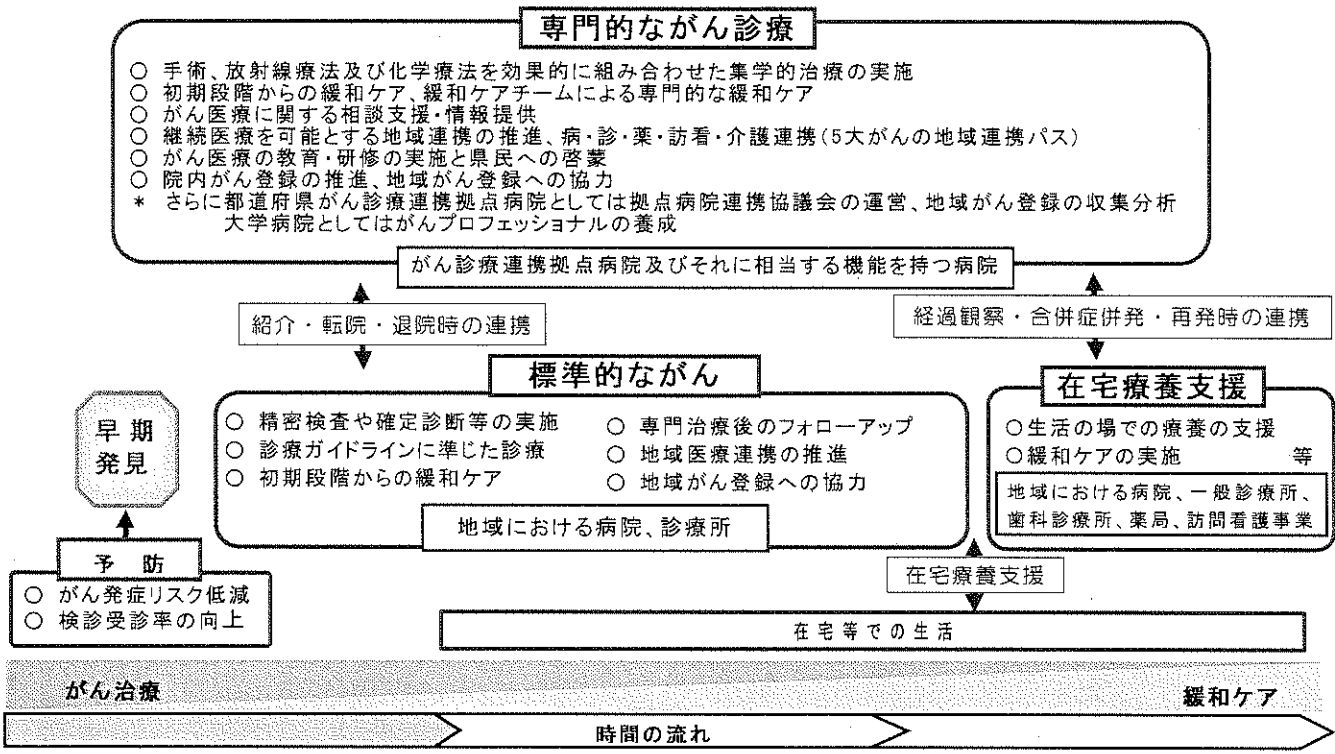 専門的ながん診療
○ 手術、放射線療法及び化学療法を効果的に組み合わせた集学的治療の実施
○ 初期段階からの緩和ケア、緩和ケアチームによる専門的な緩和ケア
○ がん医療に関する相談支援・情報提供
○ 継続医療を可能とする地域連携の推進、病・診・薬・訪看・介護連携(5大がんの地域連携パス)
○ がん医療の教育・研修の実施と県民への啓蒙
○ 院内がん登録の推進、地域がん登録への協力
* さらに都道府県がん診療連携拠点病院としては拠点病院連携協議会の運営、地域がん登録の収集分析
大学病院としてはがんプロフェッショナルの養成
がん診療連携拠点病院及びそれに相当する機能を持つ病院
紹介・転院・退院時の連携
経過観察・合併症併発・再発時の連携
標準的ながん
○ 精密検査や確定診断等の実施
○ 診療ガイドラインに準じた診療
○ 初期段階からの緩和ケア
○ 専門治療後のフォローアップ
○ 地域医療連携の推進
○ 地域がん登録への協力
地域における病院、診療所
在宅療養支援
○生活の場での療養の支援
○緩和ケアの実施 等
地域における病院、一般診療所、
歯科診療所、薬局、訪問看護事業
早期
発見
予防
○ がん発症リスク低減
○ 検診受診率の向上
在宅療養支援
在宅等での生活
がん治療
緩和ケア
時間の流れ